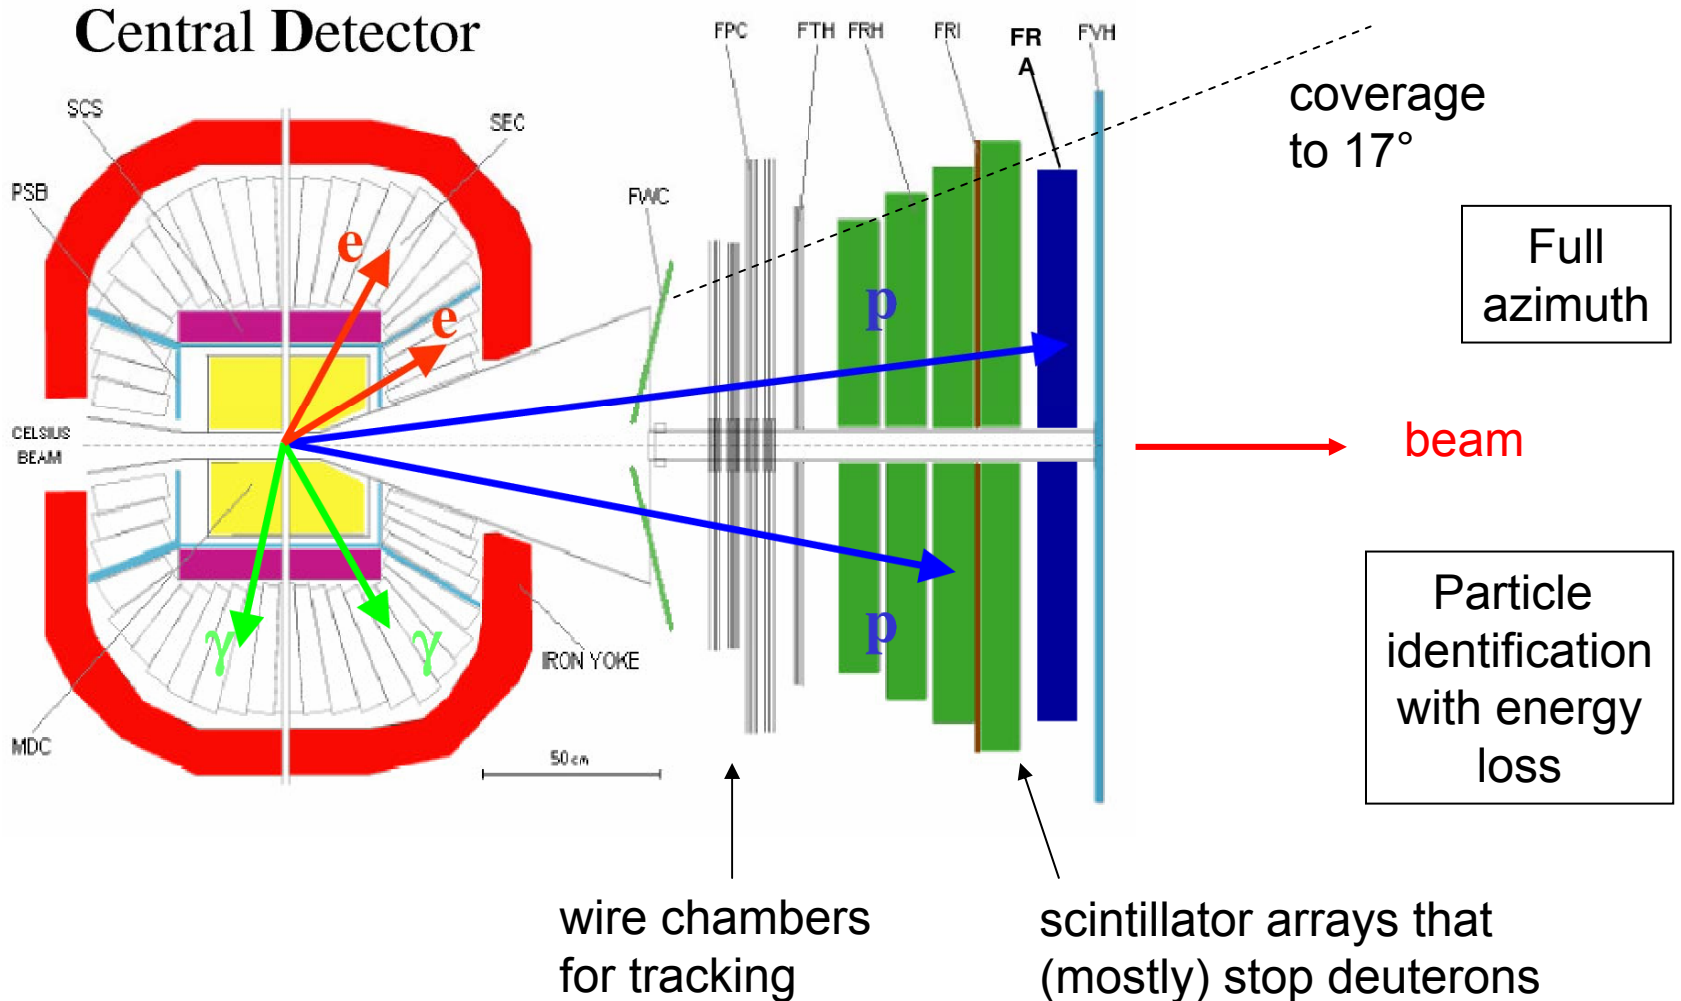 Central Detector
FPC
FTH
FRH
FRI
FR
A
FVH
coverage
to 17°
SCS
SEC
PSB
FWC
e
e
p
Full
azimuth
CELSIUS
BEAM
beam
p
γ
γ
IRON YOKE
MDC
50 cm
Particle
identification
with energy
loss
wire chambers
for tracking
scintillator arrays that
(mostly) stop deuterons